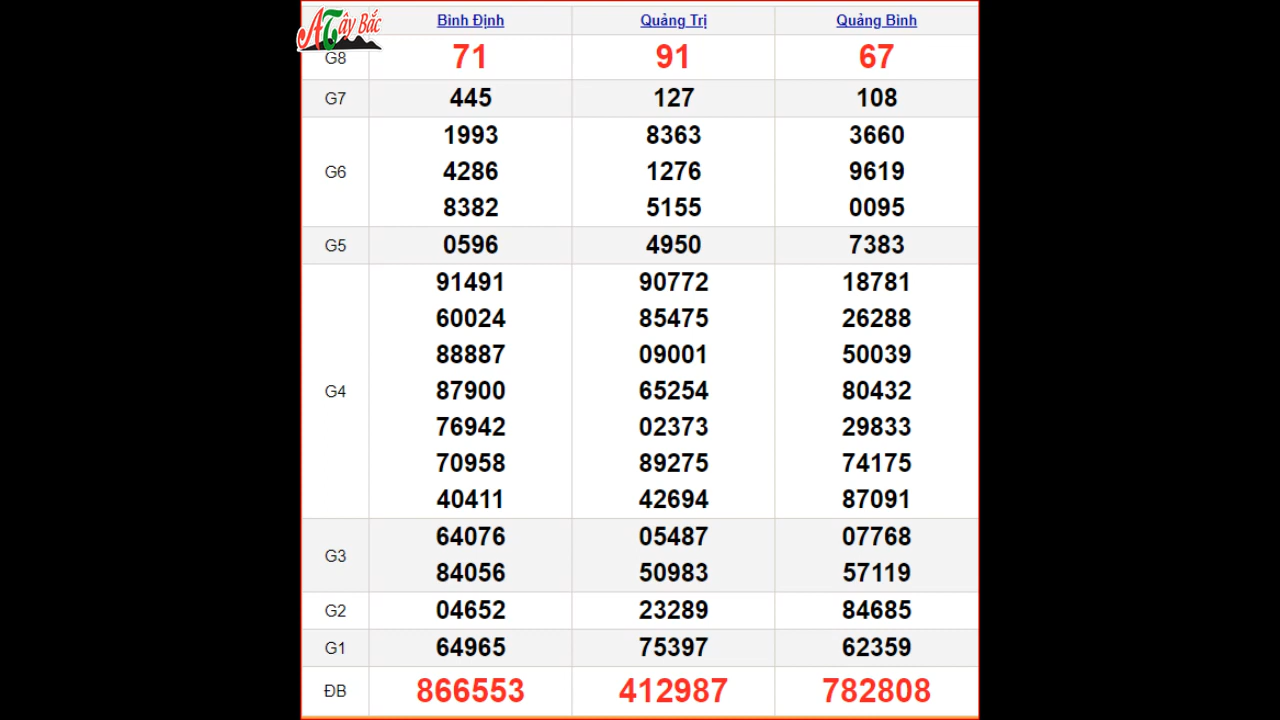 ATây Bắc
Bình Định Quảng Trị Quảng Bình
G8 71 91 67
G7 445 127 108
1993 8363 3660
G6 4286 1276 9619
8382 5155 0095
G5 0596 4950 7383
91491 90772 18781
60024 85475 26288
88887 09001 50039
G4 87900 65254 80432
76942 02373 29833
70958 89275 74175
40411 42694 87091
G3 64076 05487 07768
84056 50983 57119
G2 04652 23289 84685
G1 64965 75397 62359
ĐB 866553 412987 782808